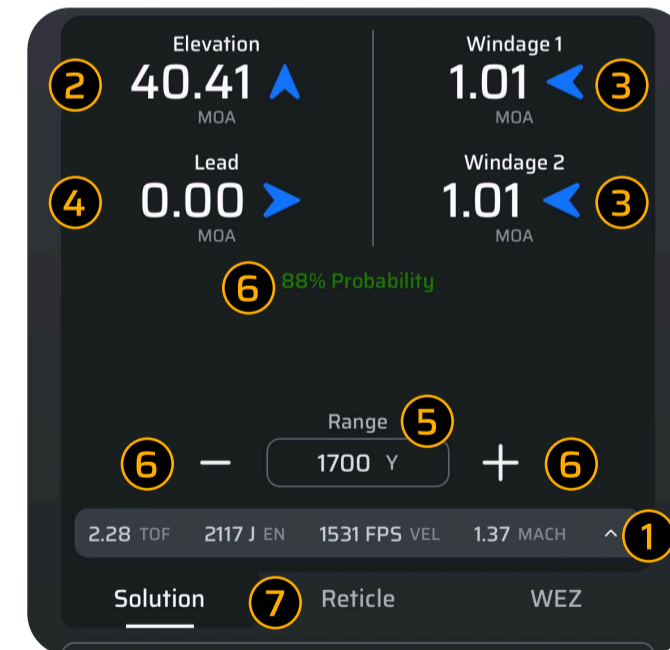 Elevation
Windage 1
2 40.41 1.01 3
MOA
MOA
Lead
Windage 2
4 0.00 1.01 3
MOA
MOA
6 88% Probability
Range 5
6 − 1700 Y + 6
2.28 TOF 2117 J EN 1531 FPS VEL 1.37 MACH 1
Solution 7 Reticle WEZ